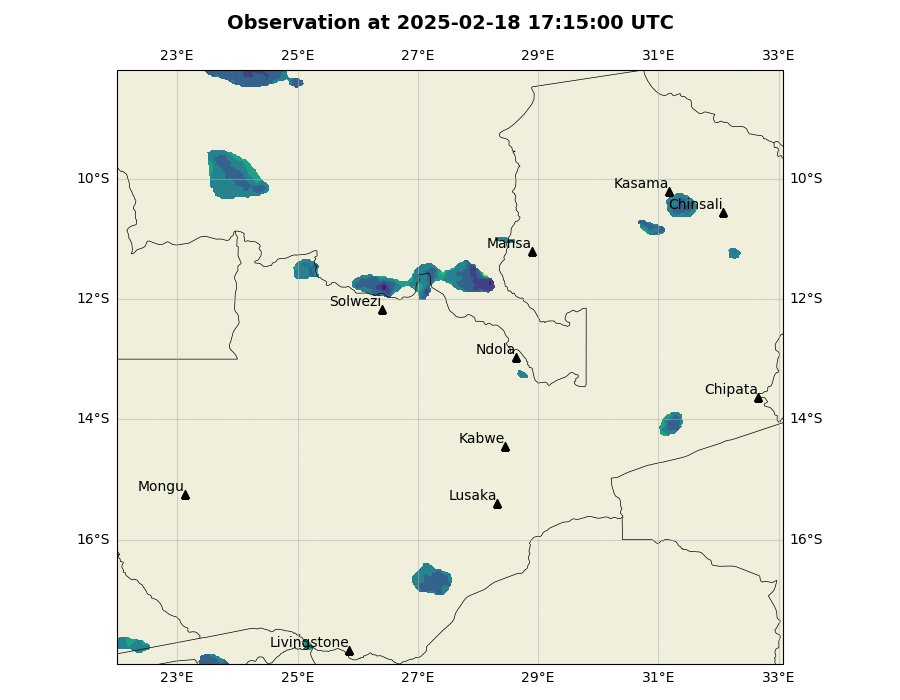 Observation at 2025-02-18 17:15:00 UTC
23°E 25°E 27°E 29°E 31°E 33°E
10°S 10°S
Kasama
Chinsali
Mansa
12°S 12°S
Solwezi
Ndola
Chipata
14°S 14°S
Kabwe
Mongu
Lusaka
16°S 16°S
Livingstone
23°E 25°E 27°E 29°E 31°E 33°E